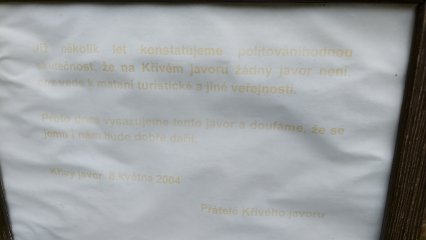 Již několik let konstatujeme politováníhodnou
skutečnost, že na Křivém javoru žádný javor není,
což vede k matení turistické a jiné veřejnosti.
Proto dnes vysazujeme tento javor a doufáme, že se
jemu i nám bude dobře dařit.
Křivý javor 8. května 2004
Přátelé Křivého javoru